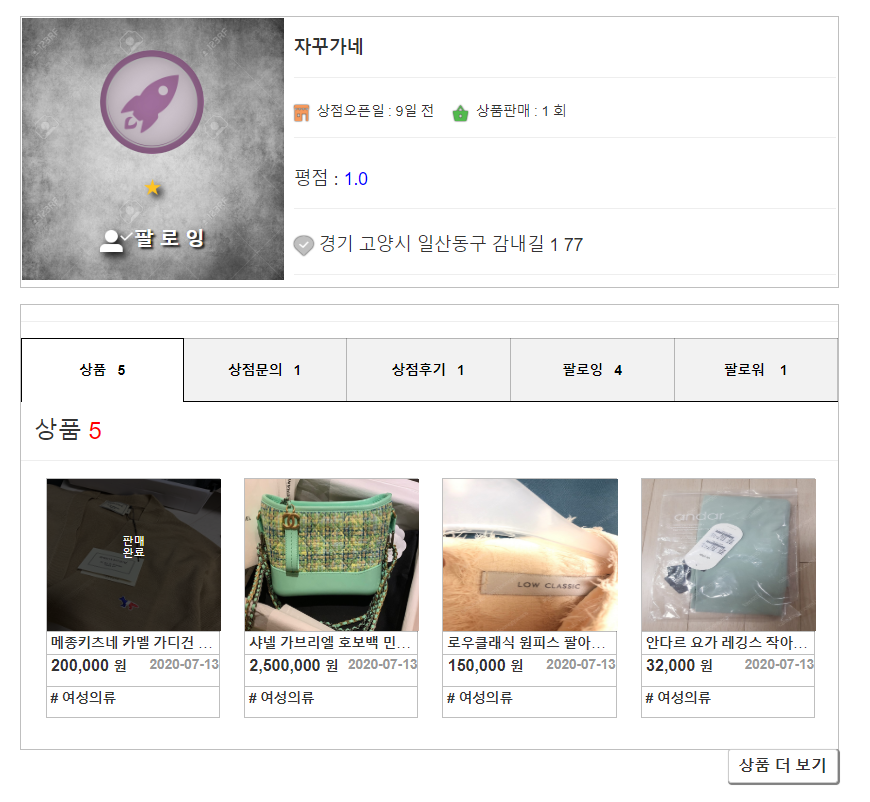 자꾸가네
상점오픈일 : 9일 전 상품판매 : 1 회
평점 : 1.0
팔 로 잉
경기 고양시 일산동구 감내길 1 77
상품 5 상점문의 1 상점후기 1 팔로잉 4 팔로워 1
상품 5
판매
완료
andar
LOW CLASSIC
메종키츠네 카멜 가디건 ... 샤넬 가브리엘 호보백 민... 로우클래식 원피스 팔아... 안다르 요가 레깅스 작아...
200,000 원 2020-07-13 2,500,000 원 2020-07-13 150,000 원 2020-07-13 32,000 원 2020-07-13
# 여성의류 # 여성의류 # 여성의류 # 여성의류
상품 더 보기